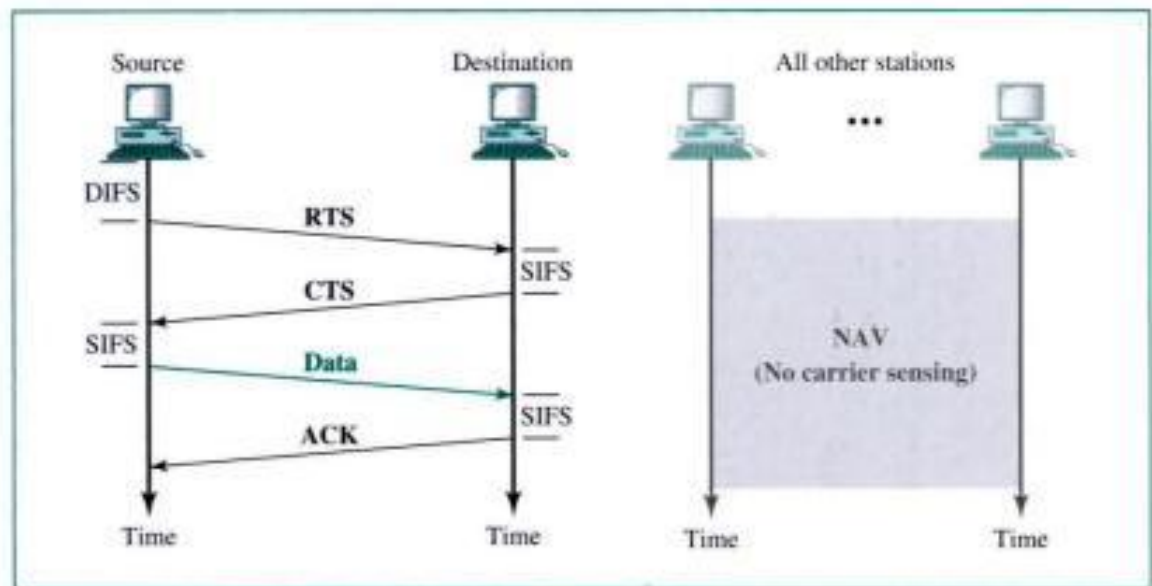 Source
Destination
All other stations
...
DIFS
RTS
SIFS
CTS
SIFS
Data
SIFS
ACK
NAV
(No carrier sensing)
Time
Time
Time
Time